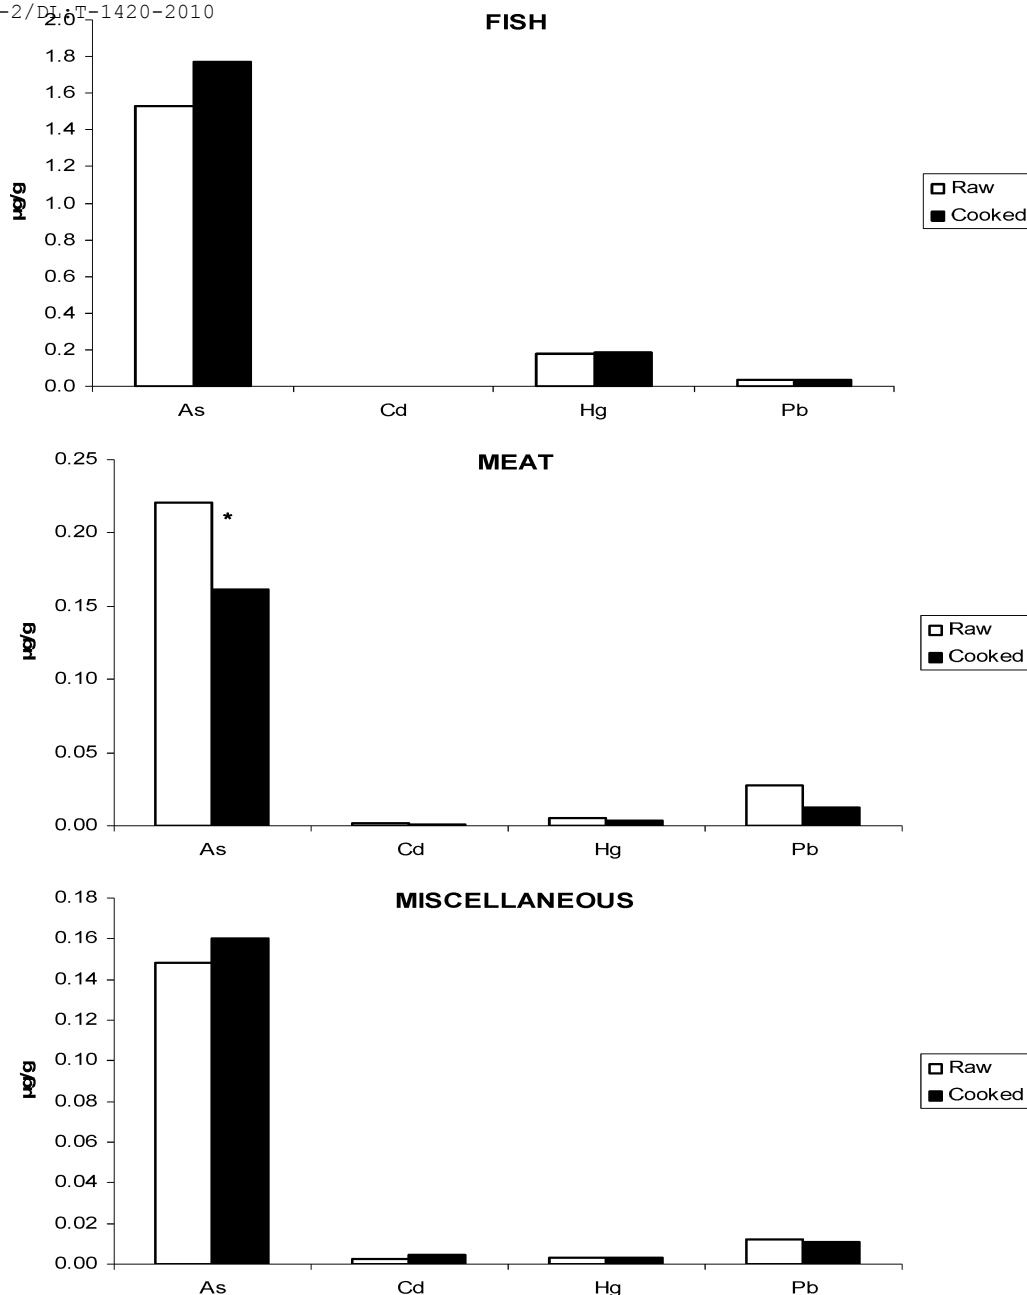 -2/DL:T-1420-2010
FISH
2.0
1.8
1.6
1.4
1.2
1.0
0.8
0.6
0.4
0.2
0.0
µg/g
As Cd Hg Pb
Raw
Cooked
MEAT
0.25
0.20
0.15
0.10
0.05
0.00
*
µg/g
As Cd Hg Pb
Raw
Cooked
MISCELLANEOUS
0.18
0.16
0.14
0.12
0.10
0.08
0.06
0.04
0.02
0.00
µg/g
As Cd Hg Pb
Raw
Cooked